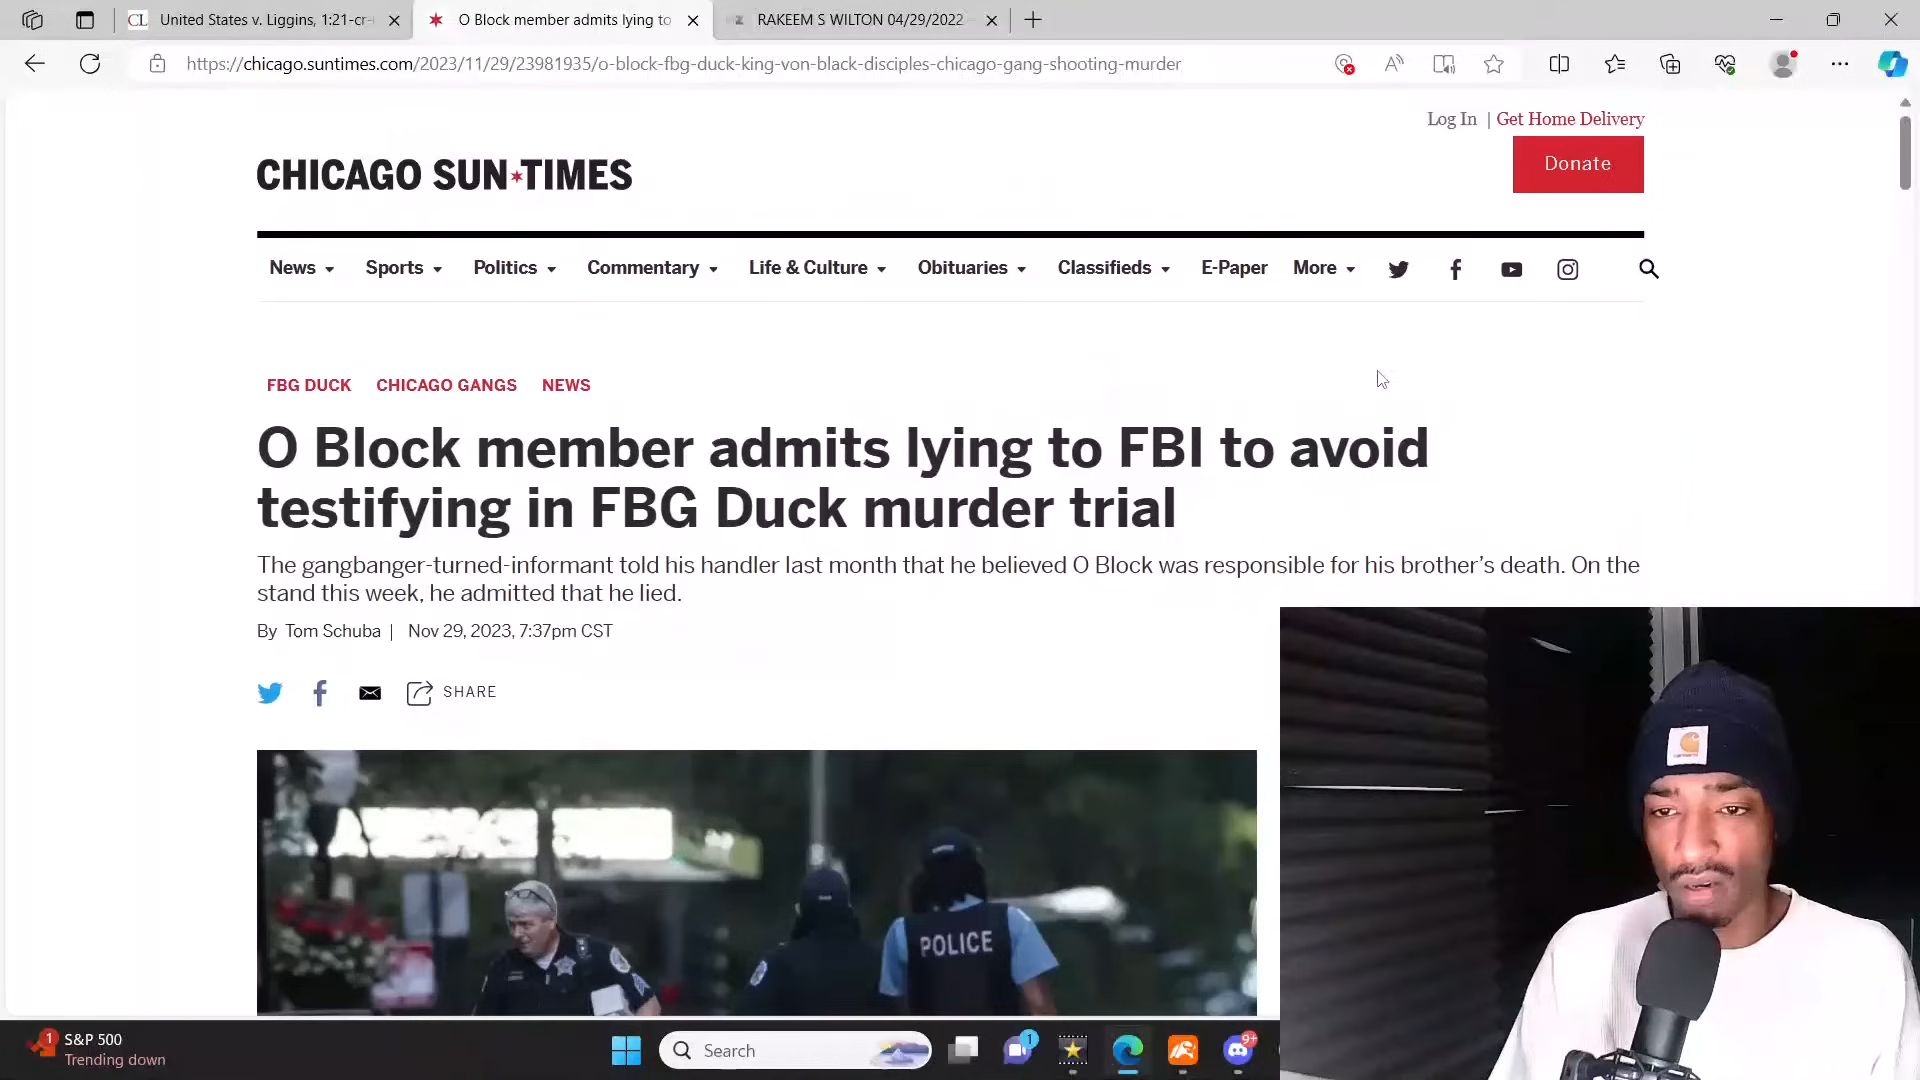 United States v. Liggins, 1:21-cr-
O Block member admits lying to
RAKEEM S WILTON 04/29/2022
https://chicago.suntimes.com/2023/11/29/23981935/o-block-fbg-duck-king-von-black-disciples-chicago-gang-shooting-murder
Log In | Get Home Delivery
Donate
CHICAGO SUN*TIMES
News Sports Politics Commentary Life & Culture Obituaries Classifieds E-Paper More
FBG DUCK CHICAGO GANGS NEWS
O Block member admits lying to FBI to avoid
testifying in FBG Duck murder trial
The gangbanger-turned-informant told his handler last month that he believed O Block was responsible for his brother’s death. On the
stand this week, he admitted that he lied.
By Tom Schuba | Nov 29, 2023, 7:37pm CST
SHARE
POLICE
1
S&P 500
Trending down
Search
1
9+